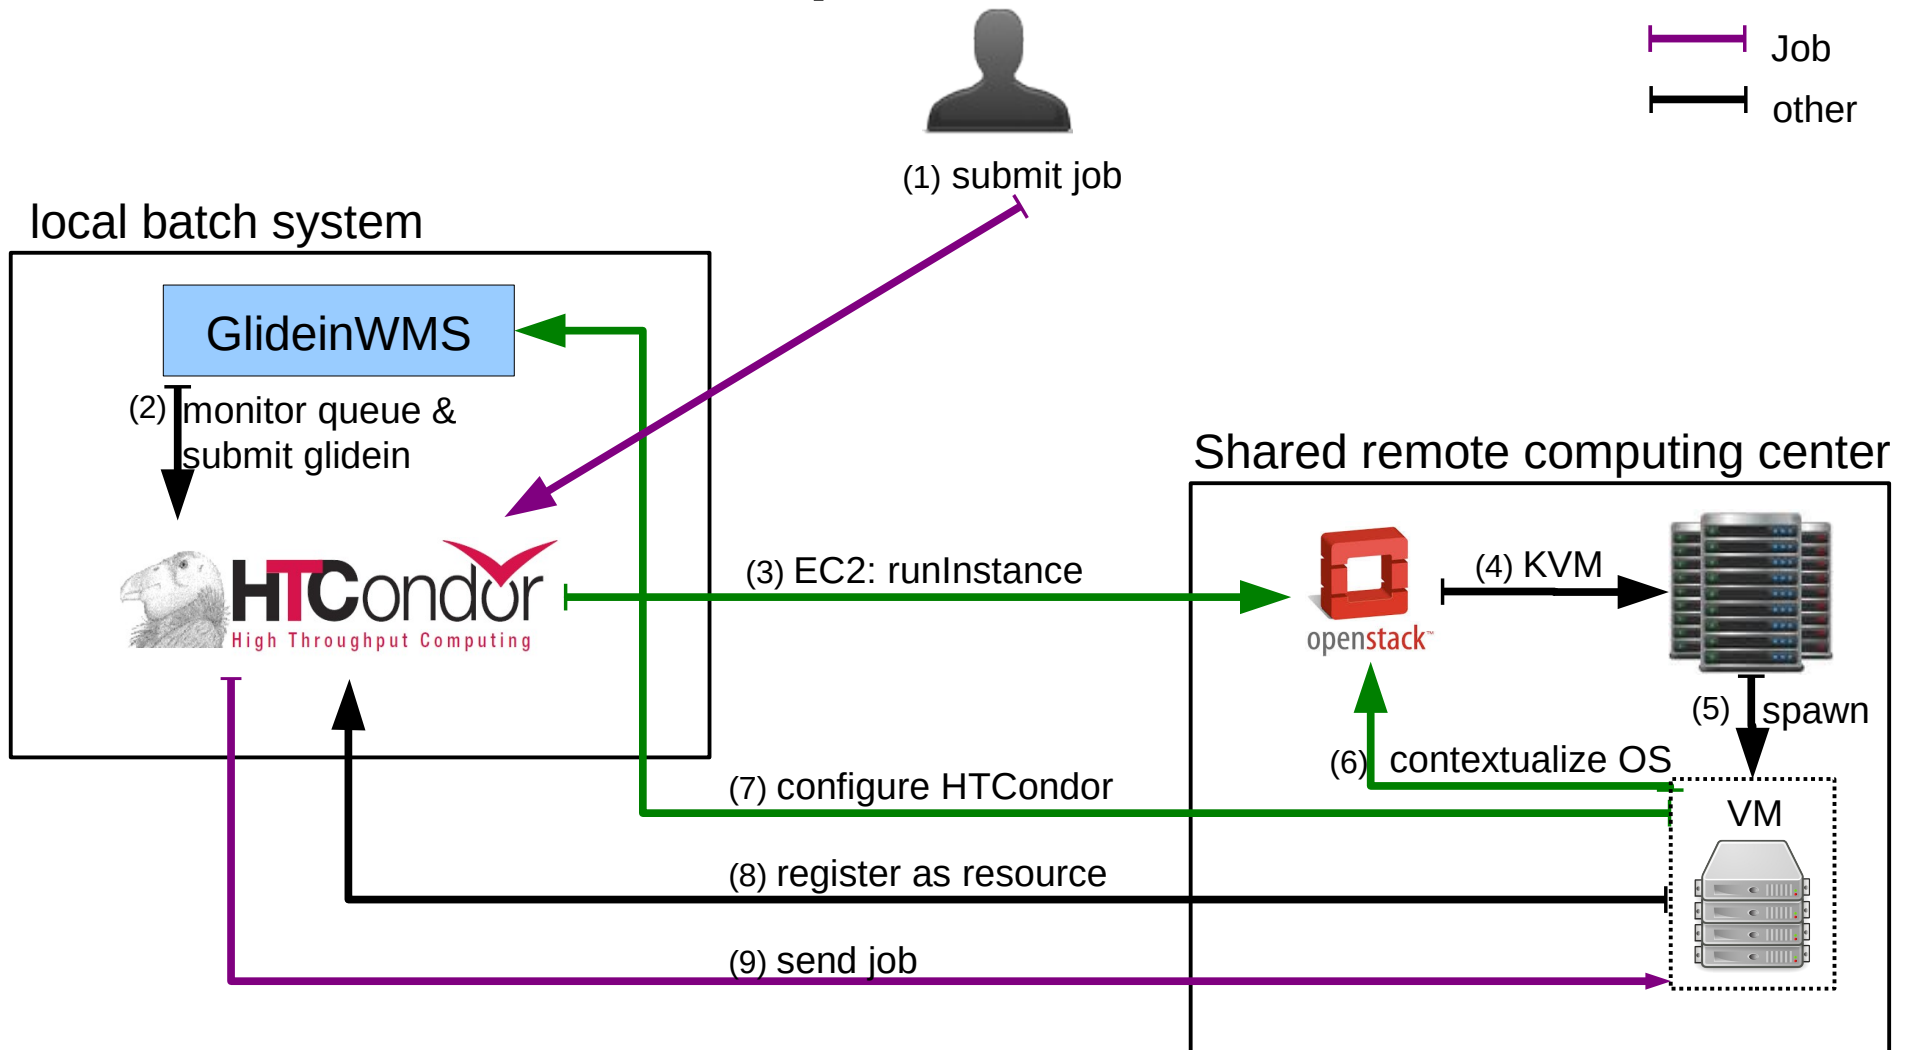 Job
other
(1) submit job
local batch system
GlideinWMS
(2) monitor queue &
submit glidein
Shared remote computing center
HTCondor
High Throughput Computing
(3) EC2: runInstance
openstack™
(4) KVM
(5) spawn
(6) contextualize OS
(7) configure HTCondor
VM
(8) register as resource
(9) send job